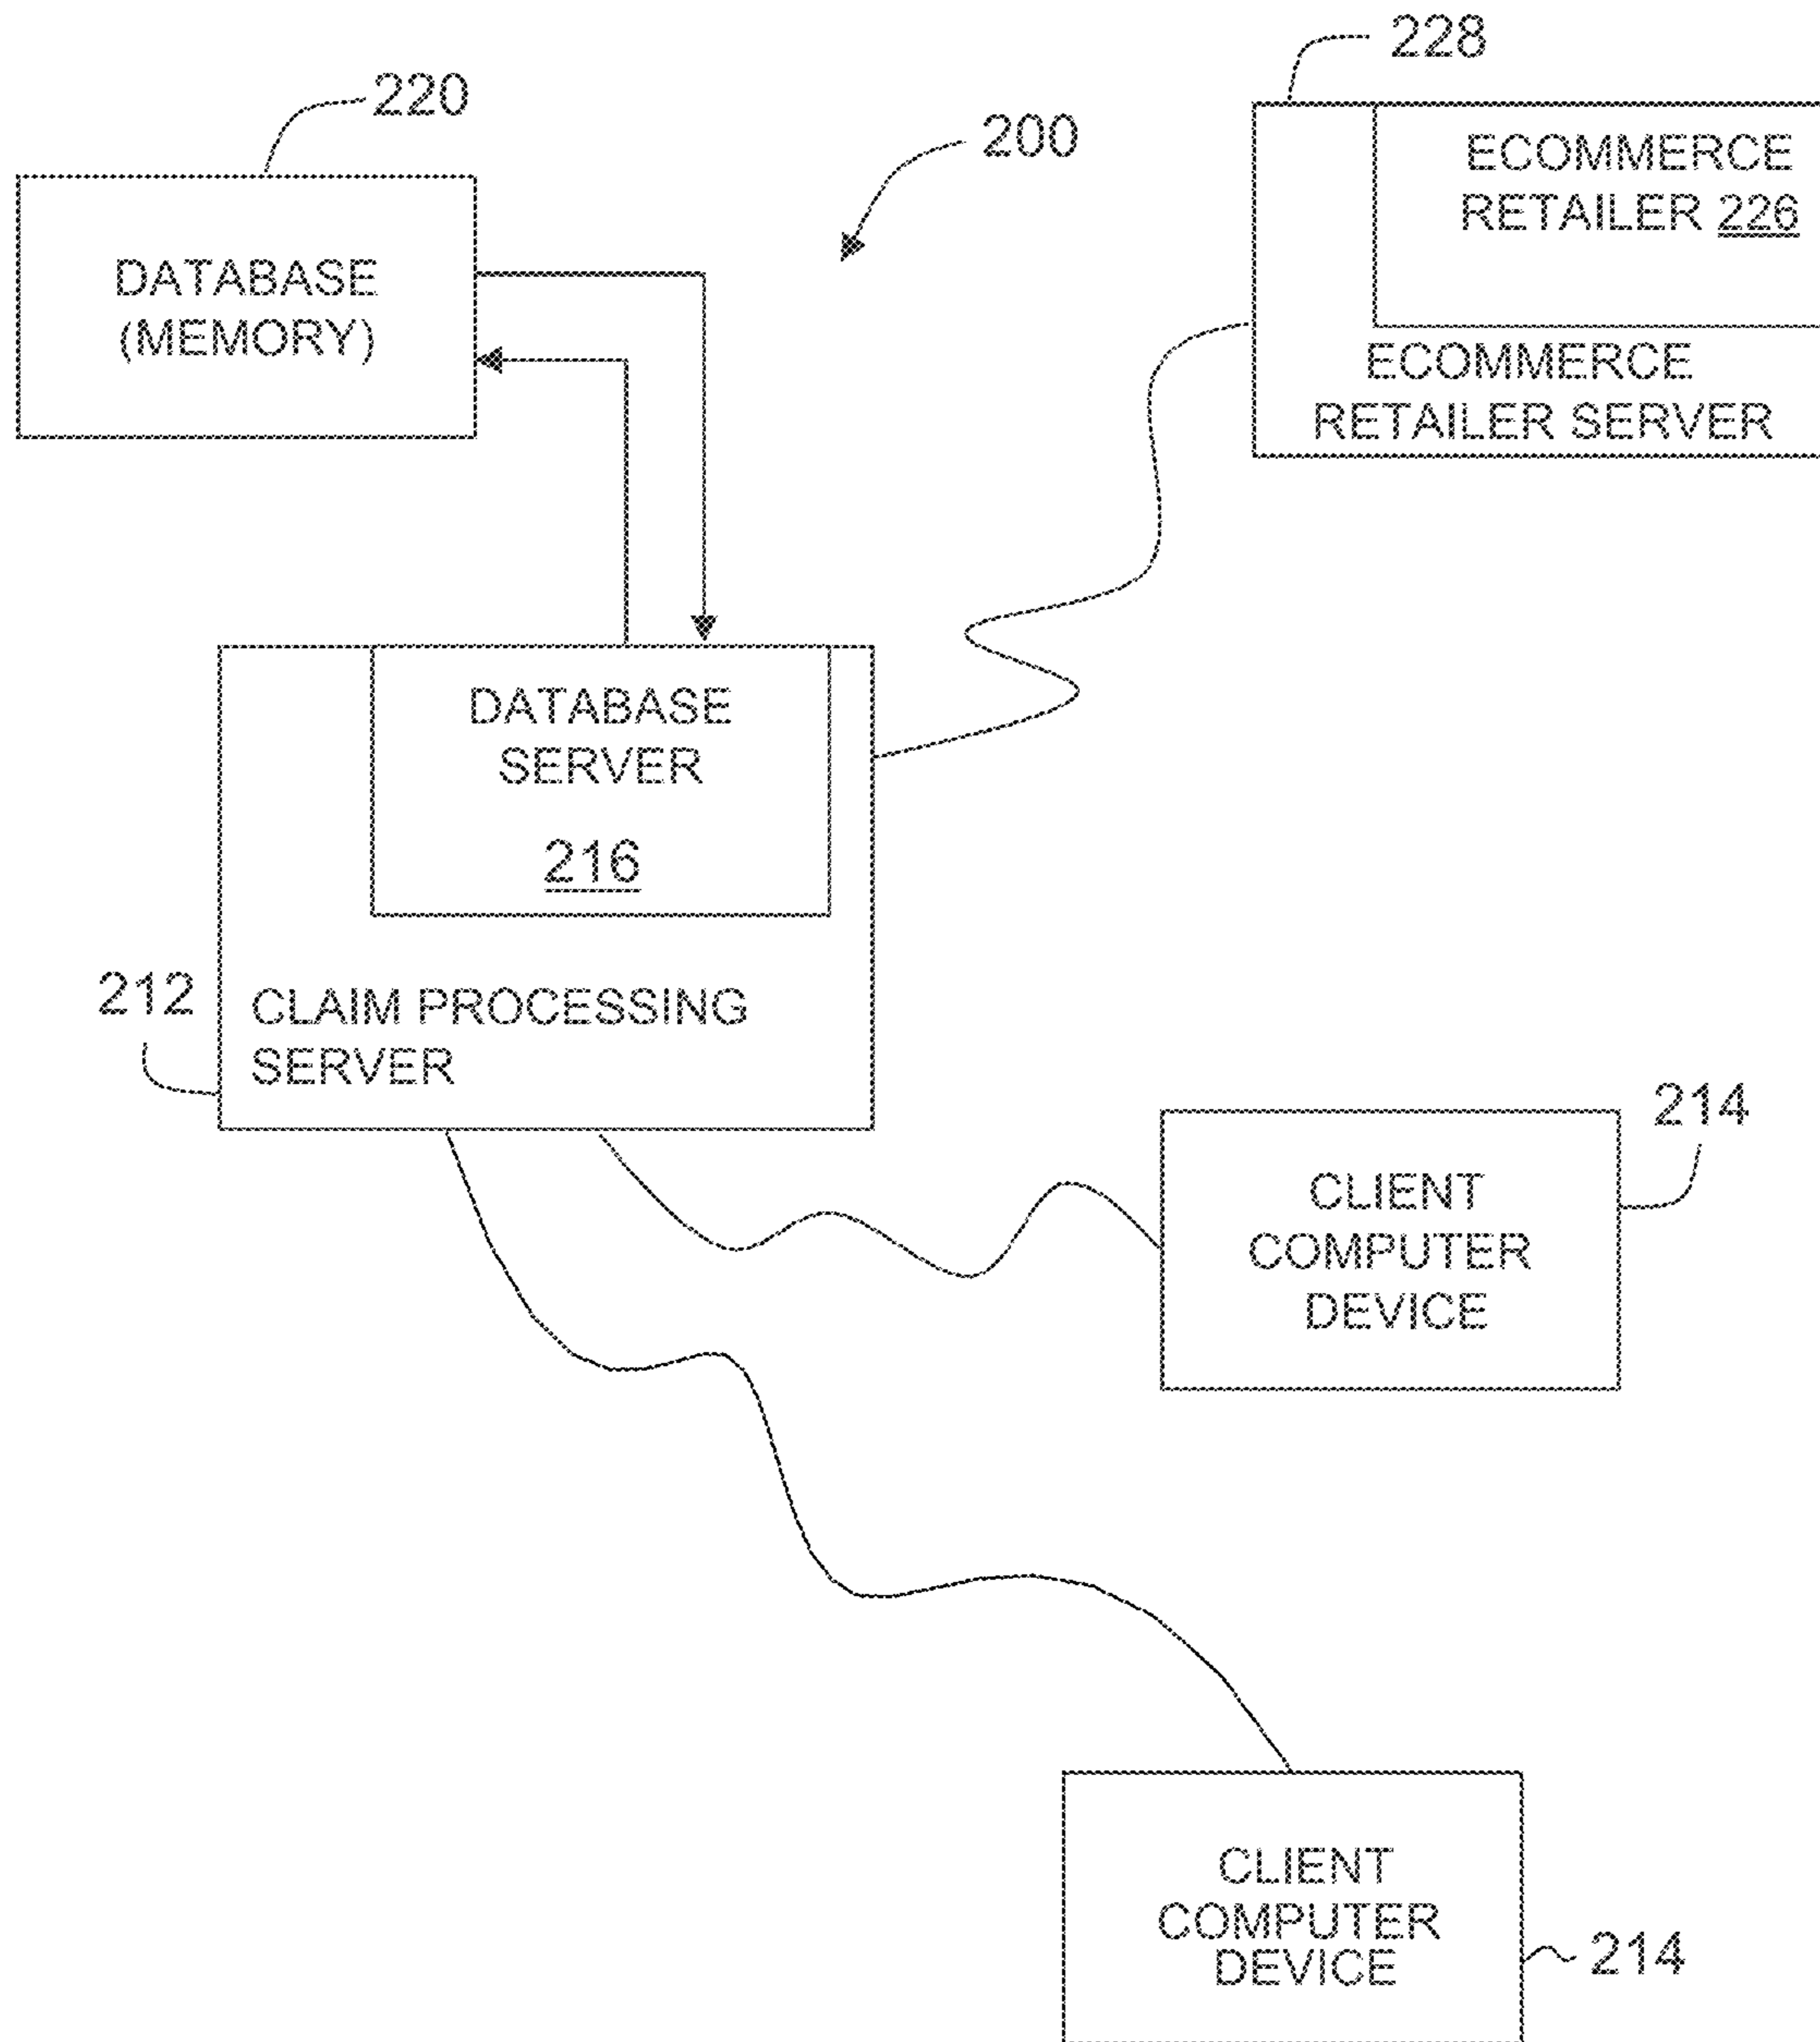 228
220
200
ECOMMERCE
RETAILER 226
DATABASE
(MEMORY)
ECOMMERCE
RETAILER SERVER
DATABASE
SERVER
216
212
CLAIM PROCESSING
SERVER
214
CLIENT
COMPUTER
DEVICE
CLIENT
COMPUTER
DEVICE
214